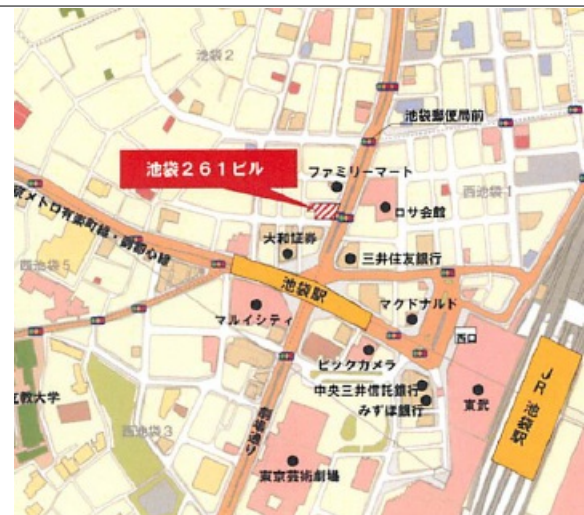 池袋2
池袋郵便局前
池袋261ビル
ファミリーマート
西池袋1
ロサ会館
京メトロ有楽町線・副都心線
大和証券
三井住友銀行
西池袋5
池袋駅
マルイシティ
マクドナルド
西口
ビックカメラ
JR 池袋駅
立教大学
中央三井信託銀行
みずほ銀行
東武
劇場通り
西池袋3
東京芸術劇場